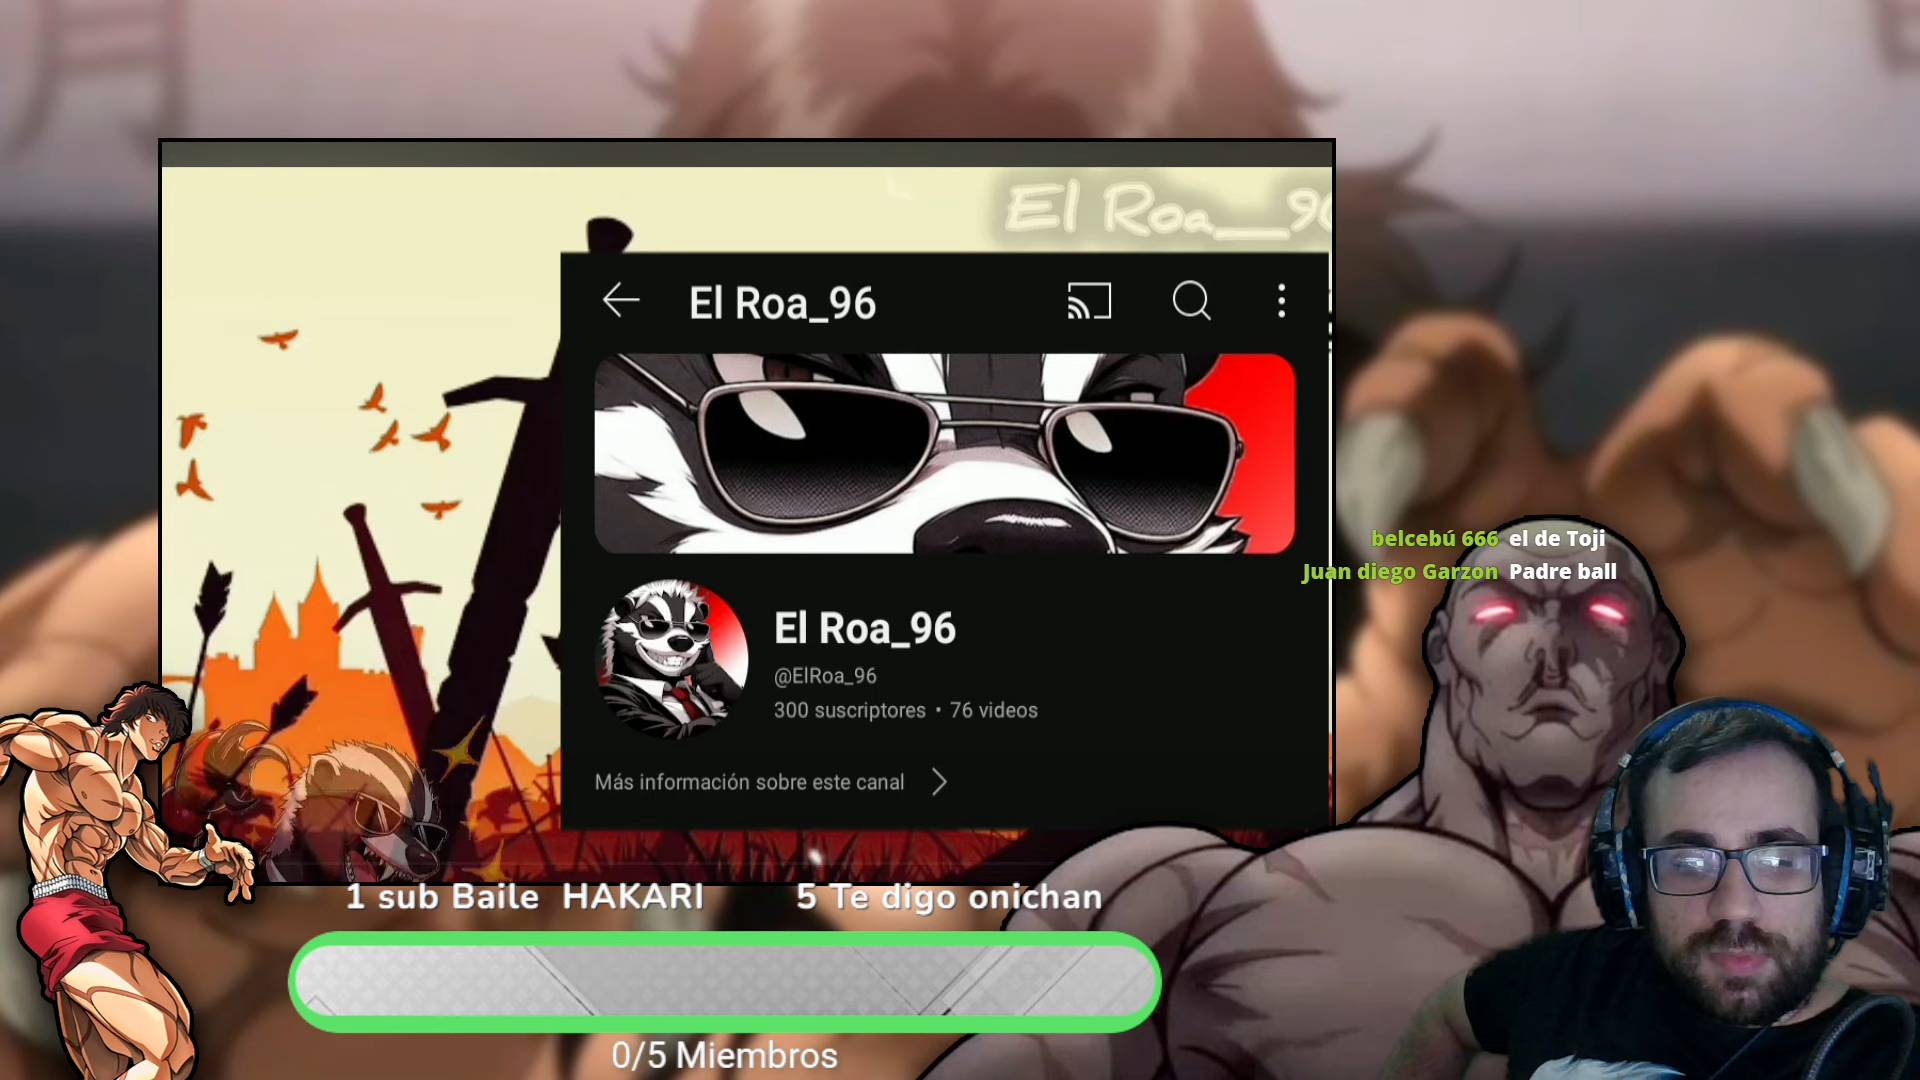 El Roa__96
El Roa_96
El Roa_96
@ElRoa_96
300 suscriptores • 76 videos
Más información sobre este canal
belcebú 666 el de Toji
Juan diego Garzon Padre ball
1 sub Baile HAKARI 5 Te digo onichan
0/5 Miembros